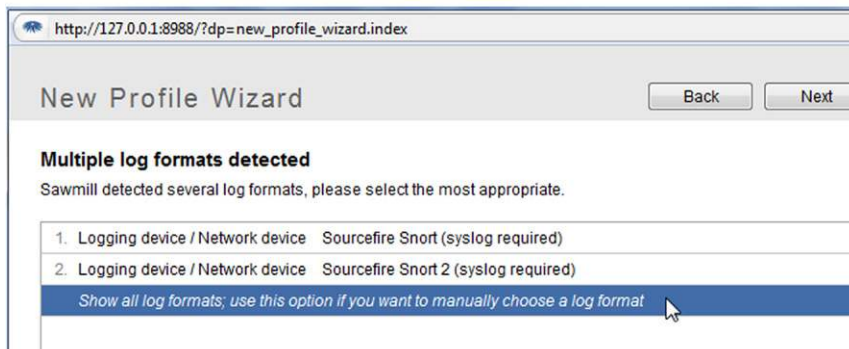 http://127.0.0.1:8988/?dp=new_profile_wizard.index
New Profile Wizard
Back
Next
Multiple log formats detected
Sawmill detected several log formats, please select the most appropriate.
1. Logging device / Network device Sourcefire Snort (syslog required)
2. Logging device / Network device Sourcefire Snort 2 (syslog required)
Show all log formats; use this option if you want to manually choose a log format